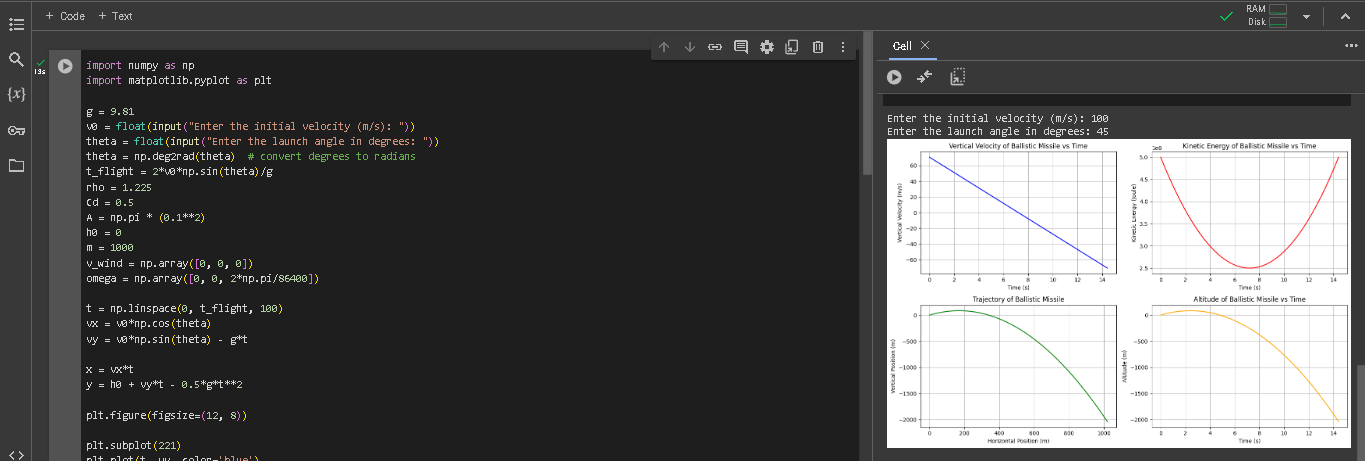 + Code + Text
RAM
Disk
Cell
13s
import numpy as np
import matplotlib.pyplot as plt
g = 9.81
v0 = float(input("Enter the initial velocity (m/s): "))
theta = float(input("Enter the launch angle in degrees: "))
theta = np.deg2rad(theta)  # convert degrees to radians
t_flight = 2*v0*np.sin(theta)/g
rho = 1.225
Cd = 0.5
A = np.pi * (0.1**2)
h0 = 0
m = 1000
v_wind = np.array([0, 0, 0])
omega = np.array([0, 0, 2*np.pi/86400])
t = np.linspace(0, t_flight, 100)
vx = v0*np.cos(theta)
vy = v0*np.sin(theta) - g*t
x = vx*t
y = h0 + vy*t - 0.5*g*t**2
plt.figure(figsize=(12, 8))
plt.subplot(221)
plt.plot(t, vy, color='blue')
Enter the initial velocity (m/s): 100
Enter the launch angle in degrees: 45
Vertical Velocity of Ballistic Missile vs Time
Vertical Velocity (m/s)
60
40
20
0
−20
−40
−60
0 2 4 6 8 10 12 14
Time (s)
Kinetic Energy of Ballistic Missile vs Time
1e6
Kinetic Energy (Joule)
5.0
4.5
4.0
3.5
3.0
2.5
0 2 4 6 8 10 12 14
Time (s)
Trajectory of Ballistic Missile
Vertical Position (m)
0
−500
−1000
−1500
−2000
0 200 400 600 800 1000
Horizontal Position (m)
Altitude of Ballistic Missile vs Time
Altitude (m)
0
−500
−1000
−1500
−2000
0 2 4 6 8 10 12 14
Time (s)